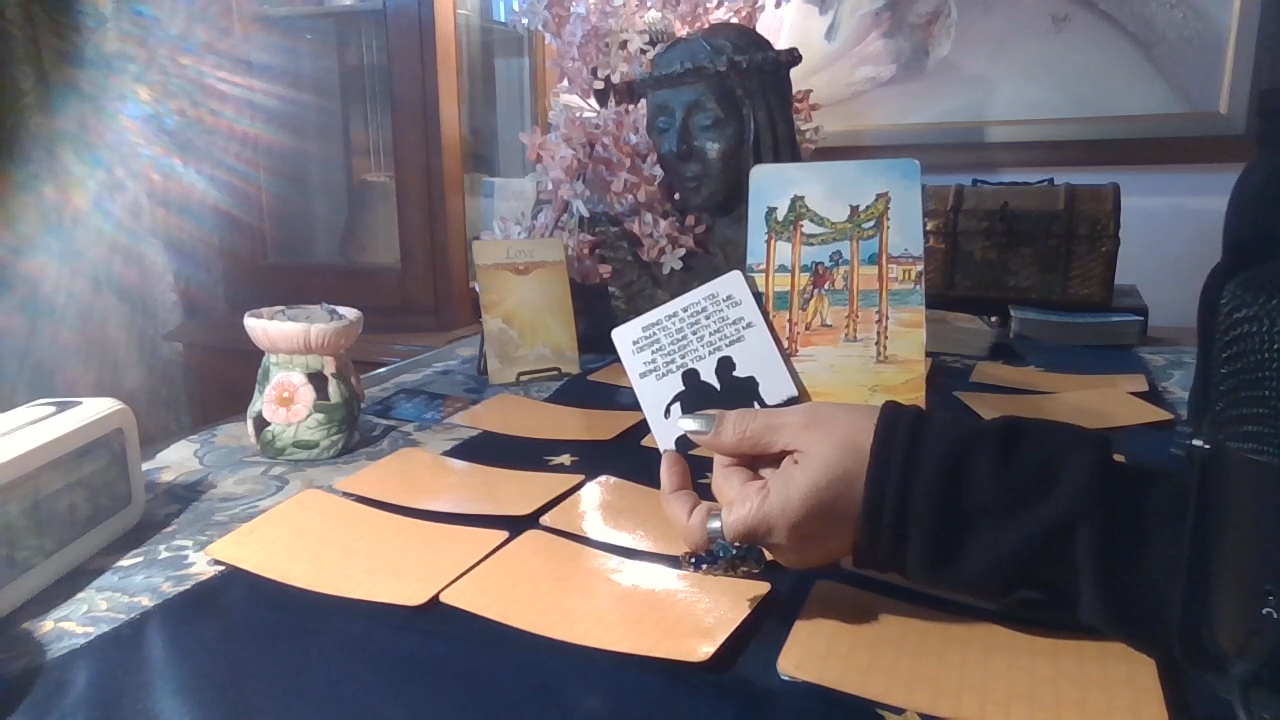 Love
BEING ONE WITH YOU
INTIMATELY IS HOME TO ME.
I DESIRE TO BE ONE WITH YOU
AND HOME WITH YOU.
THE THOUGHT OF ANOTHER
BEING ONE WITH YOU KILLS ME.
DARLING YOU ARE MINE!